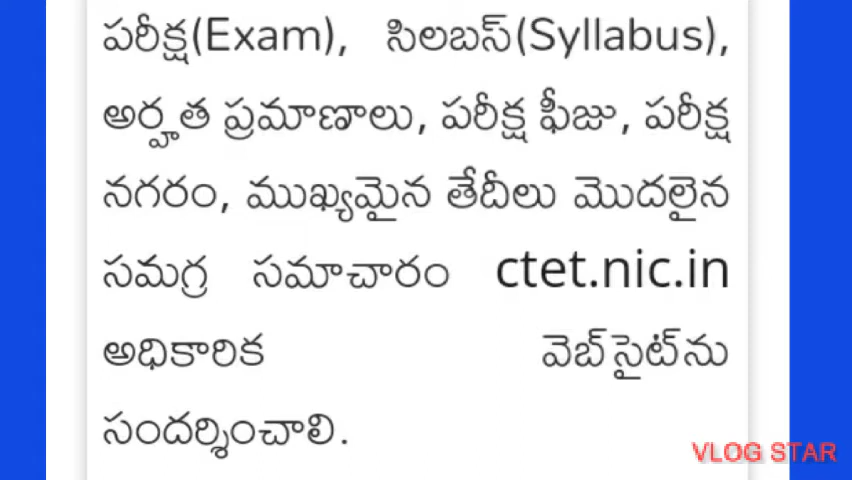 పరీక్ష(Exam), సిలబస్(Syllabus),
అర్హత ప్రమాణాలు, పరీక్ష ఫీజు, పరీక్ష
నగరం, ముఖ్యమైన తేదీలు మొదలైన
సమగ్ర సమాచారం ctet.nic.in
అధికారిక వెబ్‌సైట్‌ను
సందర్శించాలి.
VLOG STAR